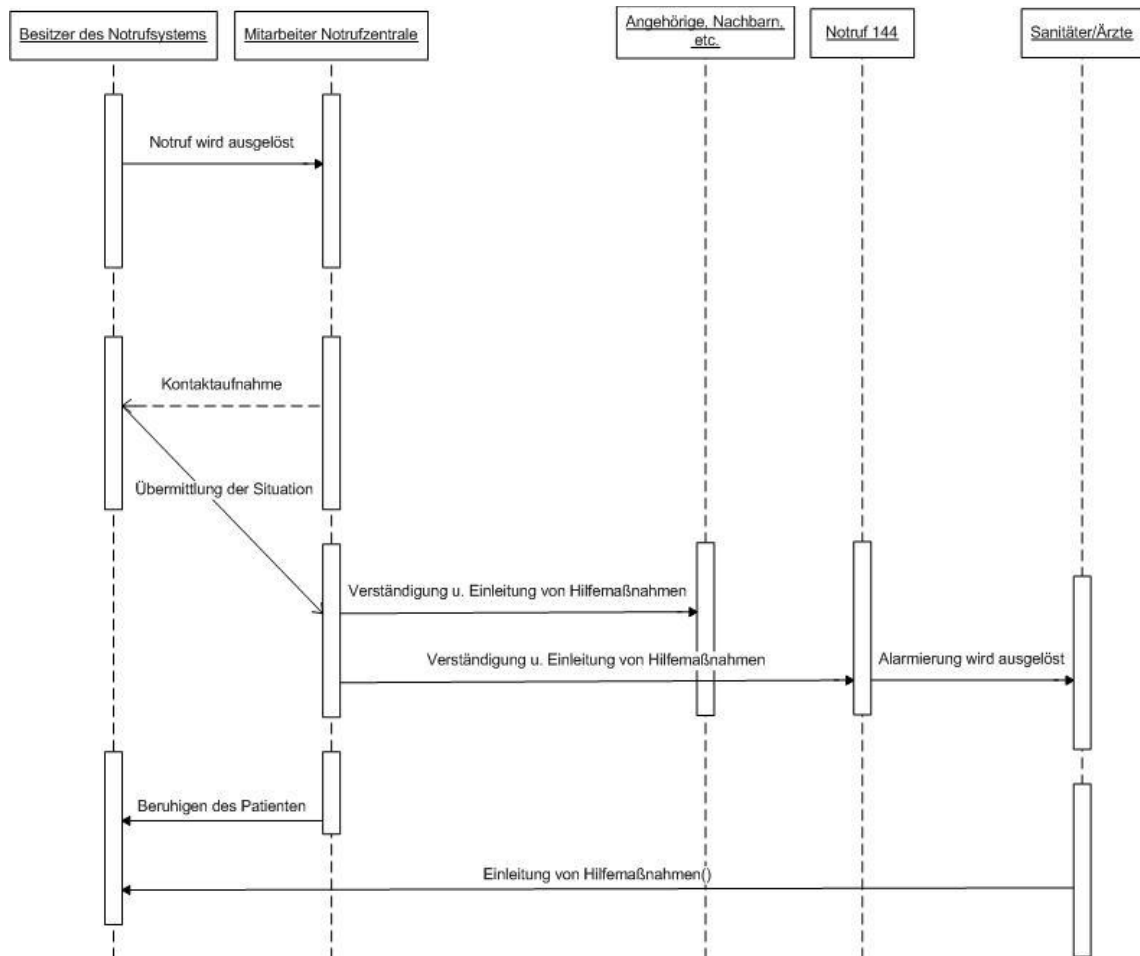 Besitzer des Notrufsystems
Mitarbeiter Notrufzentrale
Angehörige, Nachbarn,
etc.
Notruf 144
Sanitäter/Ärzte
Notruf wird ausgelöst
Kontaktaufnahme
Übermittlung der Situation
Verständigung u. Einleitung von Hilfemaßnahmen
Verständigung u. Einleitung von Hilfemaßnahmen
Alarmierung wird ausgelöst
Beruhigen des Patienten
Einleitung von Hilfemaßnahmen()